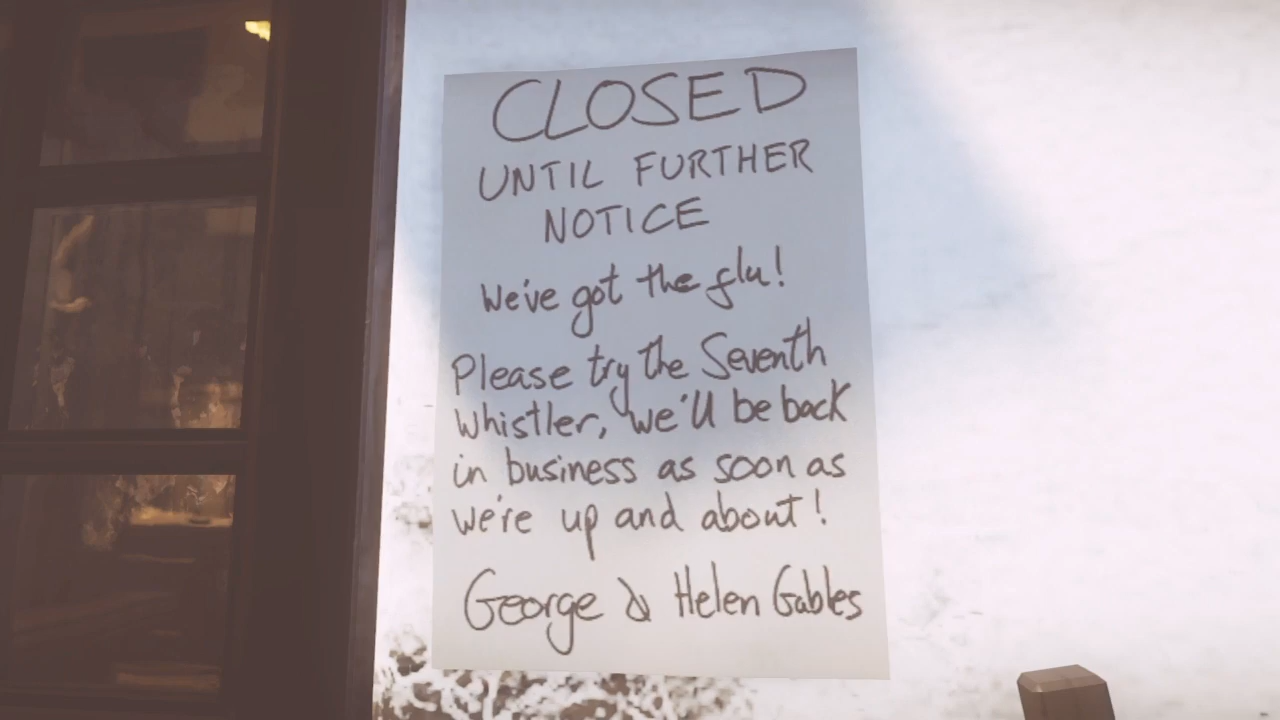 CLOSED
UNTIL FURTHER
NOTICE
We've got the flu!
Please try the Seventh
Whistler, we'll be back
in business as soon as
we're up and about!
George & Helen Gables